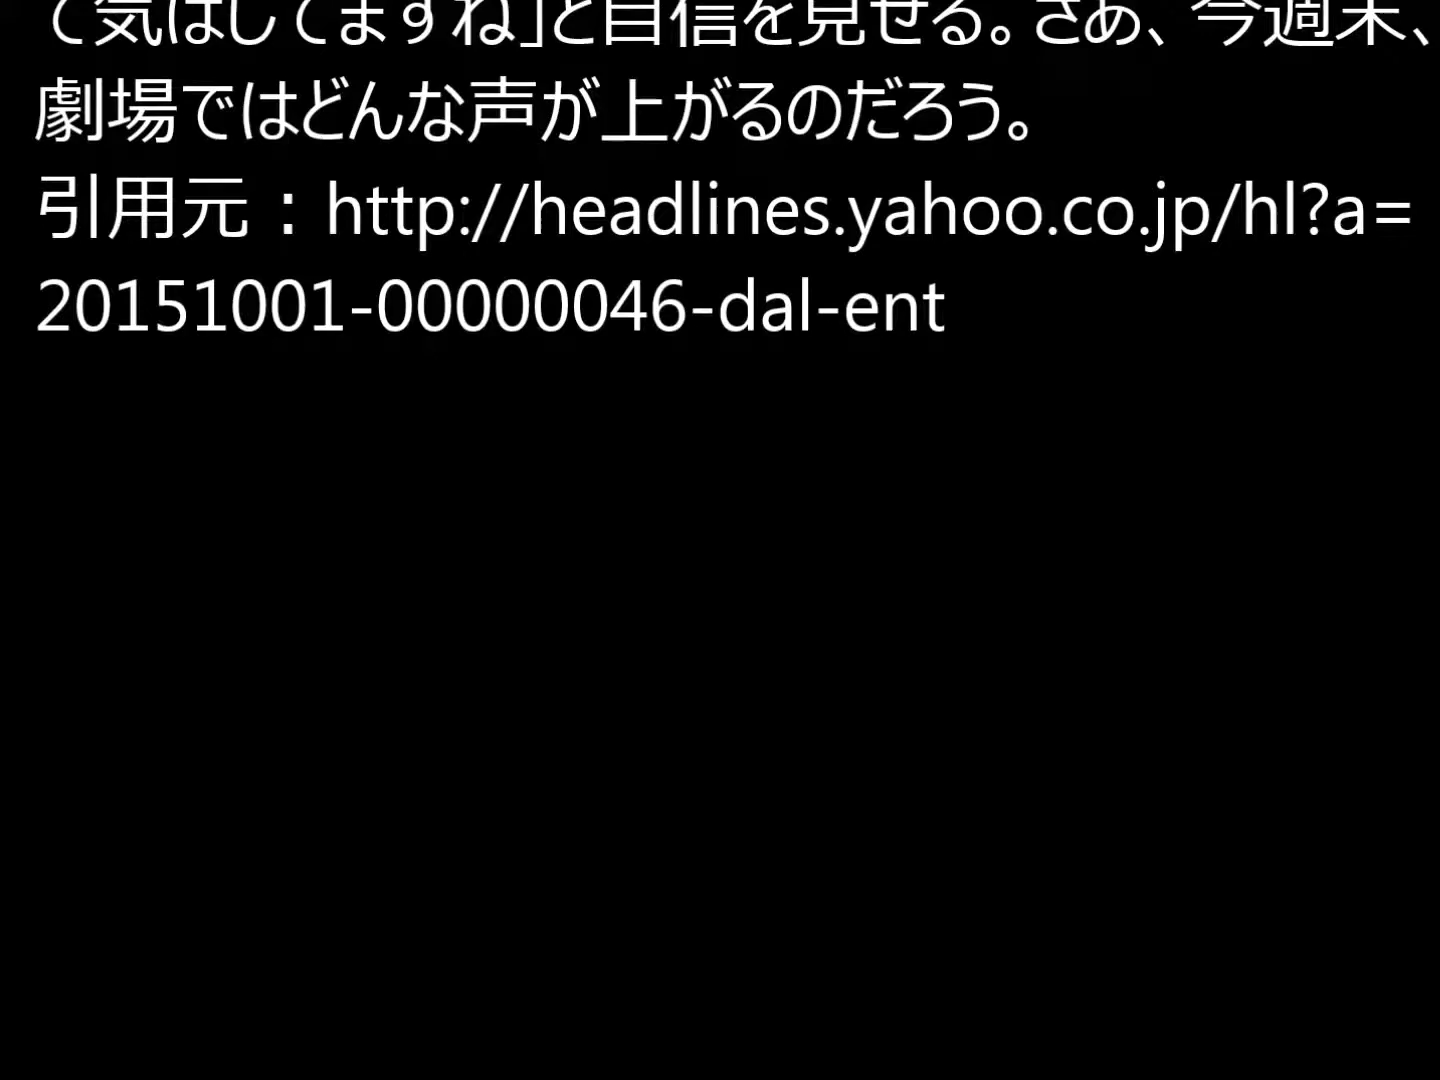 て気はしてますね」と自信を見せる。さあ、今週末、
劇場ではどんな声が上がるのだろう。
引用元：http://headlines.yahoo.co.jp/hl?a=
20151001-00000046-dal-ent